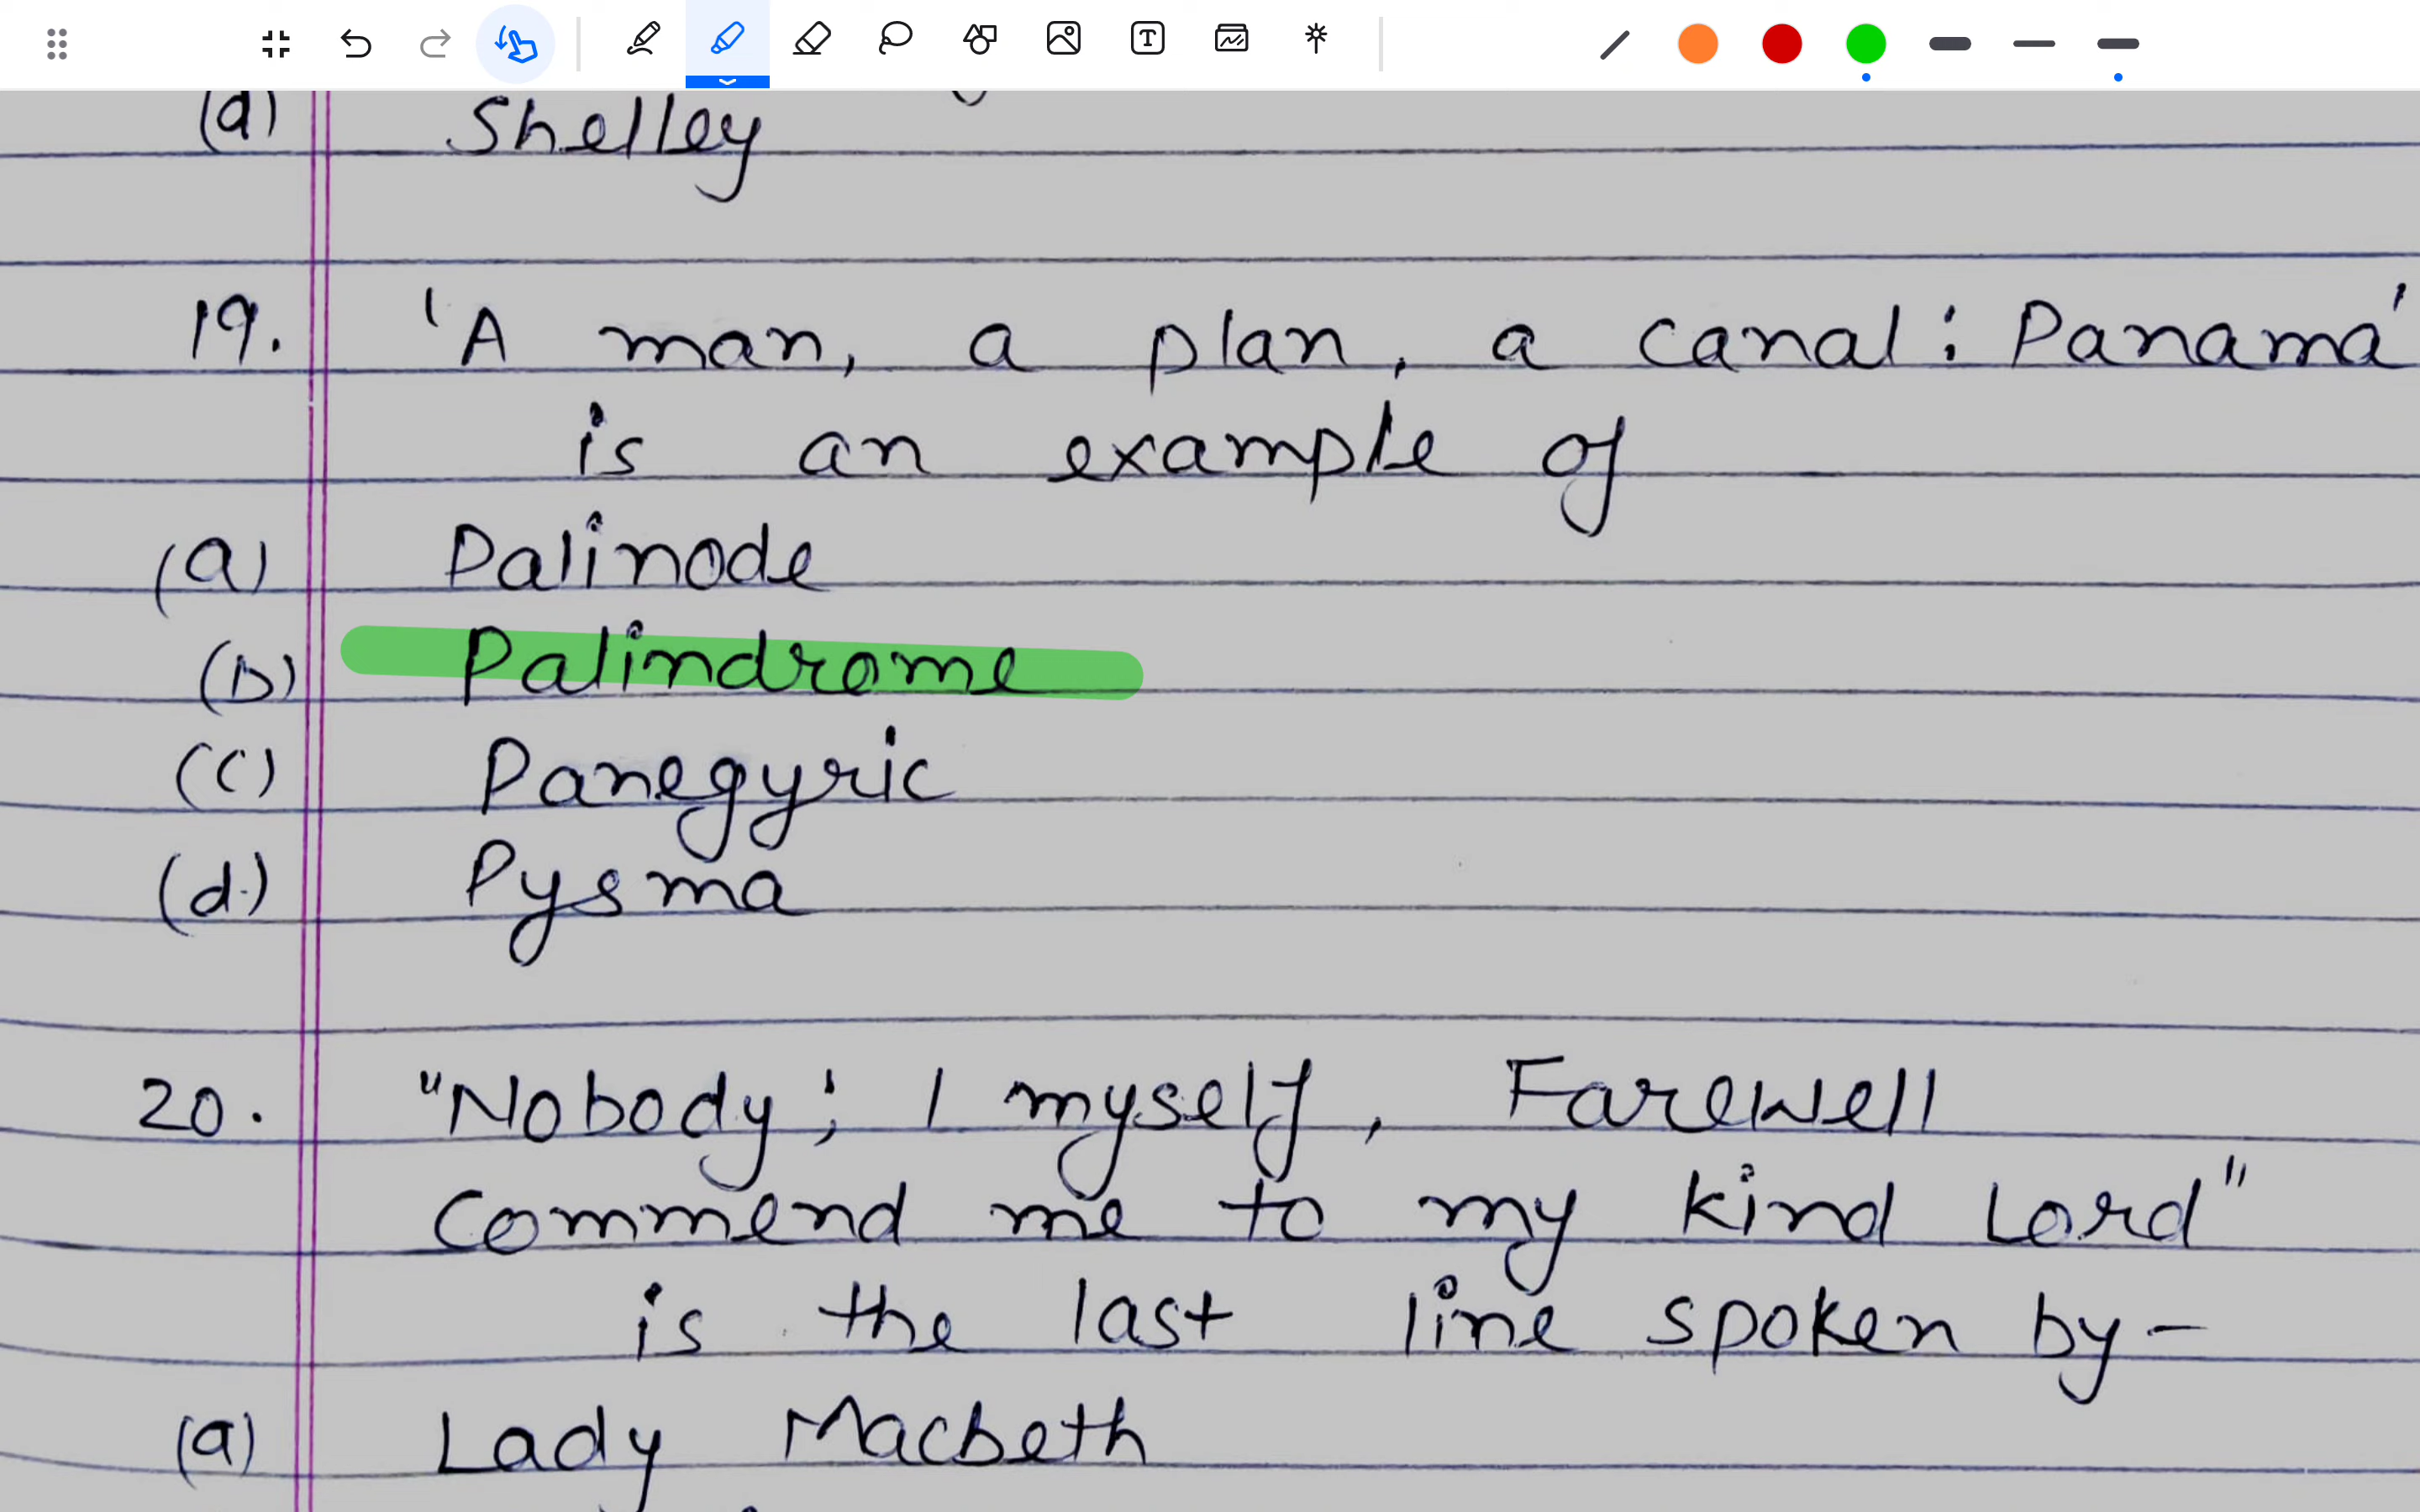 (d) Shelley
19. 'A man, a plan, a canal: Panama'
is an example of
(a) Palinode
(b) Palindrome
(c) Panegyric
(d) Pysma
20. "Nobody; I myself, Farewell
Commend me to my kind Lord"
is the last line spoken by-
(a) Lady Macbeth